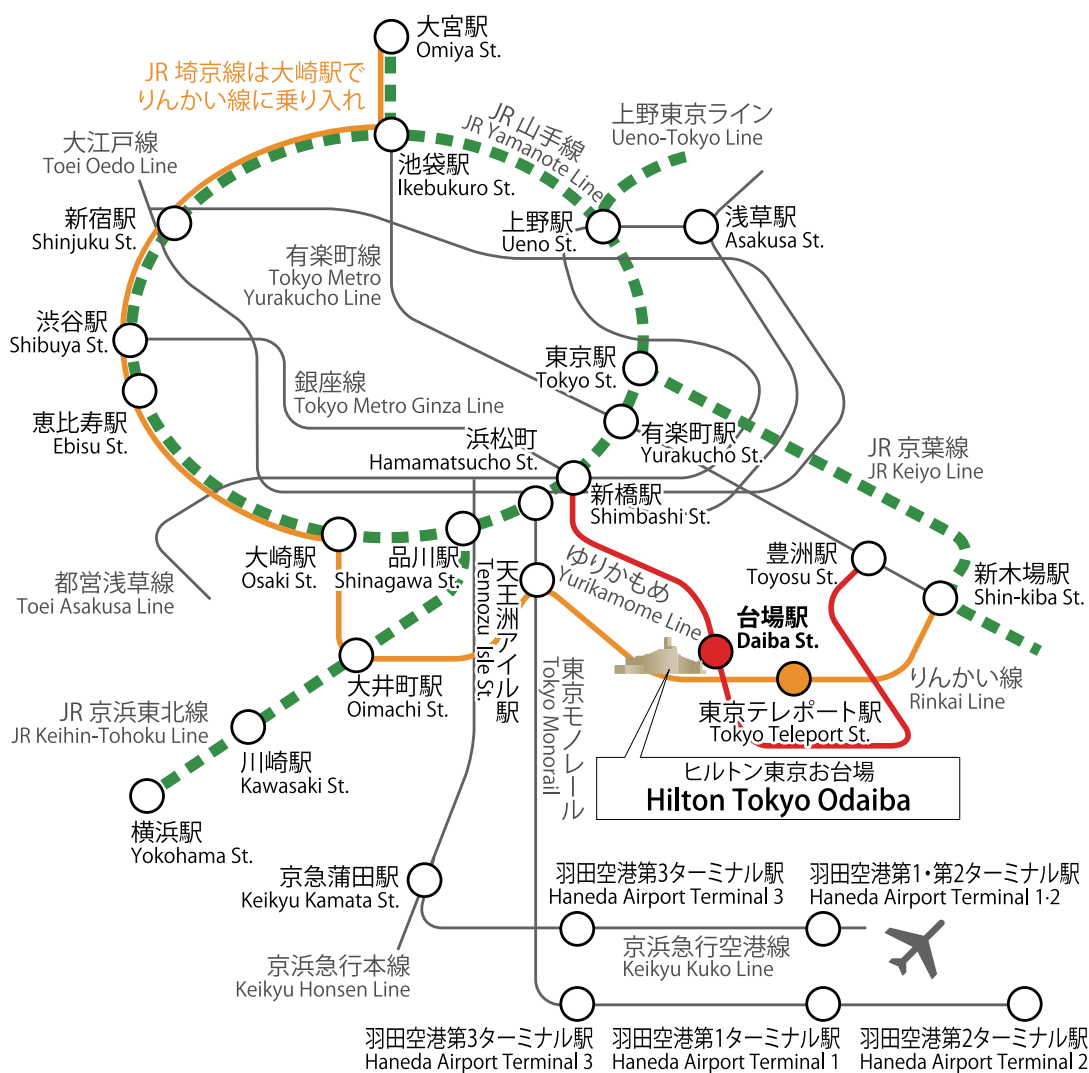 大宮駅
Omiya St.
JR 埼京線は大崎駅で
りんかい線に乗り入れ
JR 山手線
JR Yamanote Line
上野東京ライン
Ueno-Tokyo Line
大江戸線
Toei Oedo Line
池袋駅
Ikebukuro St.
新宿駅
Shinjuku St.
上野駅
Ueno St.
浅草駅
Asakusa St.
有楽町線
Tokyo Metro
Yurakucho Line
渋谷駅
Shibuya St.
東京駅
Tokyo St.
銀座線
Tokyo Metro Ginza Line
恵比寿駅
Ebisu St.
浜松町
Hamamatsucho St.
有楽町駅
Yurakucho St.
JR 京葉線
JR Keiyo Line
新橋駅
Shimbashi St.
大崎駅
Osaki St.
品川駅
Shinagawa St.
天王洲アイル駅
Tennozu Isle St.
ゆりかもめ
Yurikamome Line
豊洲駅
Toyosu St.
新木場駅
Shin-kiba St.
都営浅草線
Toei Asakusa Line
台場駅
Daiba St.
大井町駅
Oimachi St.
東京モノレール
Tokyo Monorail
東京テレポート駅
Tokyo Teleport St.
りんかい線
Rinkai Line
JR 京浜東北線
JR Keihin-Tohoku Line
川崎駅
Kawasaki St.
ヒルトン東京お台場
Hilton Tokyo Odaiba
横浜駅
Yokohama St.
京急蒲田駅
Keikyu Kamata St.
羽田空港第3ターミナル駅
Haneda Airport Terminal 3
羽田空港第1・第2ターミナル駅
Haneda Airport Terminal 1·2
京浜急行本線
Keikyu Honsen Line
京浜急行空港線
Keikyu Kuko Line
羽田空港第3ターミナル駅
Haneda Airport Terminal 3
羽田空港第1ターミナル駅
Haneda Airport Terminal 1
羽田空港第2ターミナル駅
Haneda Airport Terminal 2